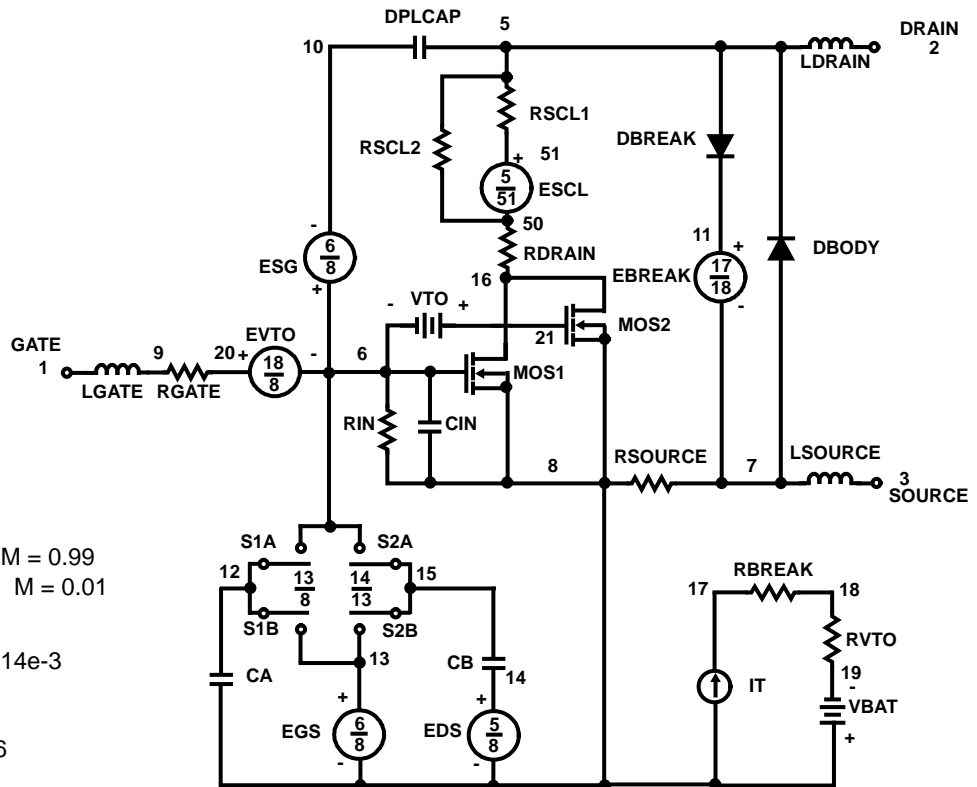 DPLCAP
5
DRAIN
2
10
LDRAIN
RSCL1
RSCL2
+ 51
DBREAK
5
51
ESCL
50
-
6
8
ESG
+
RDRAIN
11
+
17
18
EBREAK
-
DBODY
16
- VTO +
MOS2
21
GATE
1
9
20
EVTO
+
18
8
-
6
MOS1
LGATE
RGATE
RIN
CIN
8
RSOURCE
7
LSOURCE
3
SOURCE
M = 0.99
M = 0.01
S1A
S2A
12
13
8
14
13
15
S1B
S2B
13
14e-3
CA
CB
14
+
6
8
EGS
-
+
5
8
EDS
-
17
RBREAK
18
RVTO
19
-
IT
VBAT
+
6